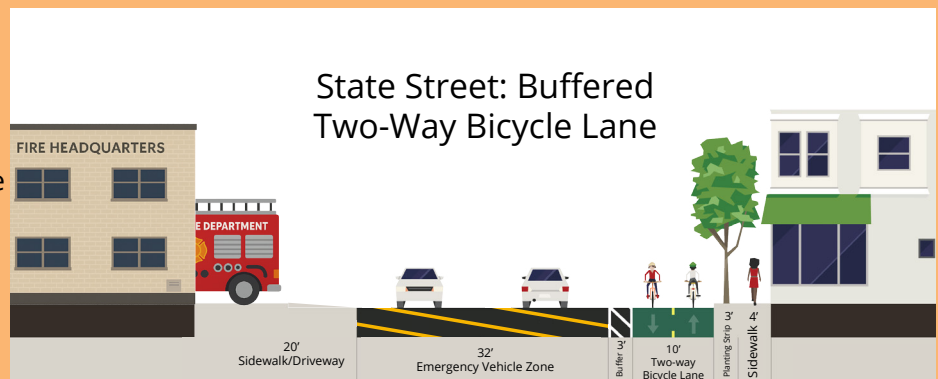 State Street: Buffered
Two-Way Bicycle Lane
FIRE HEADQUARTERS
E DEPARTMENT
20'
Sidewalk/Driveway
32'
Emergency Vehicle Zone
Buffer 3'
10'
Two-way
Bicycle Lane
Planting Strip 3'
Sidewalk 4'